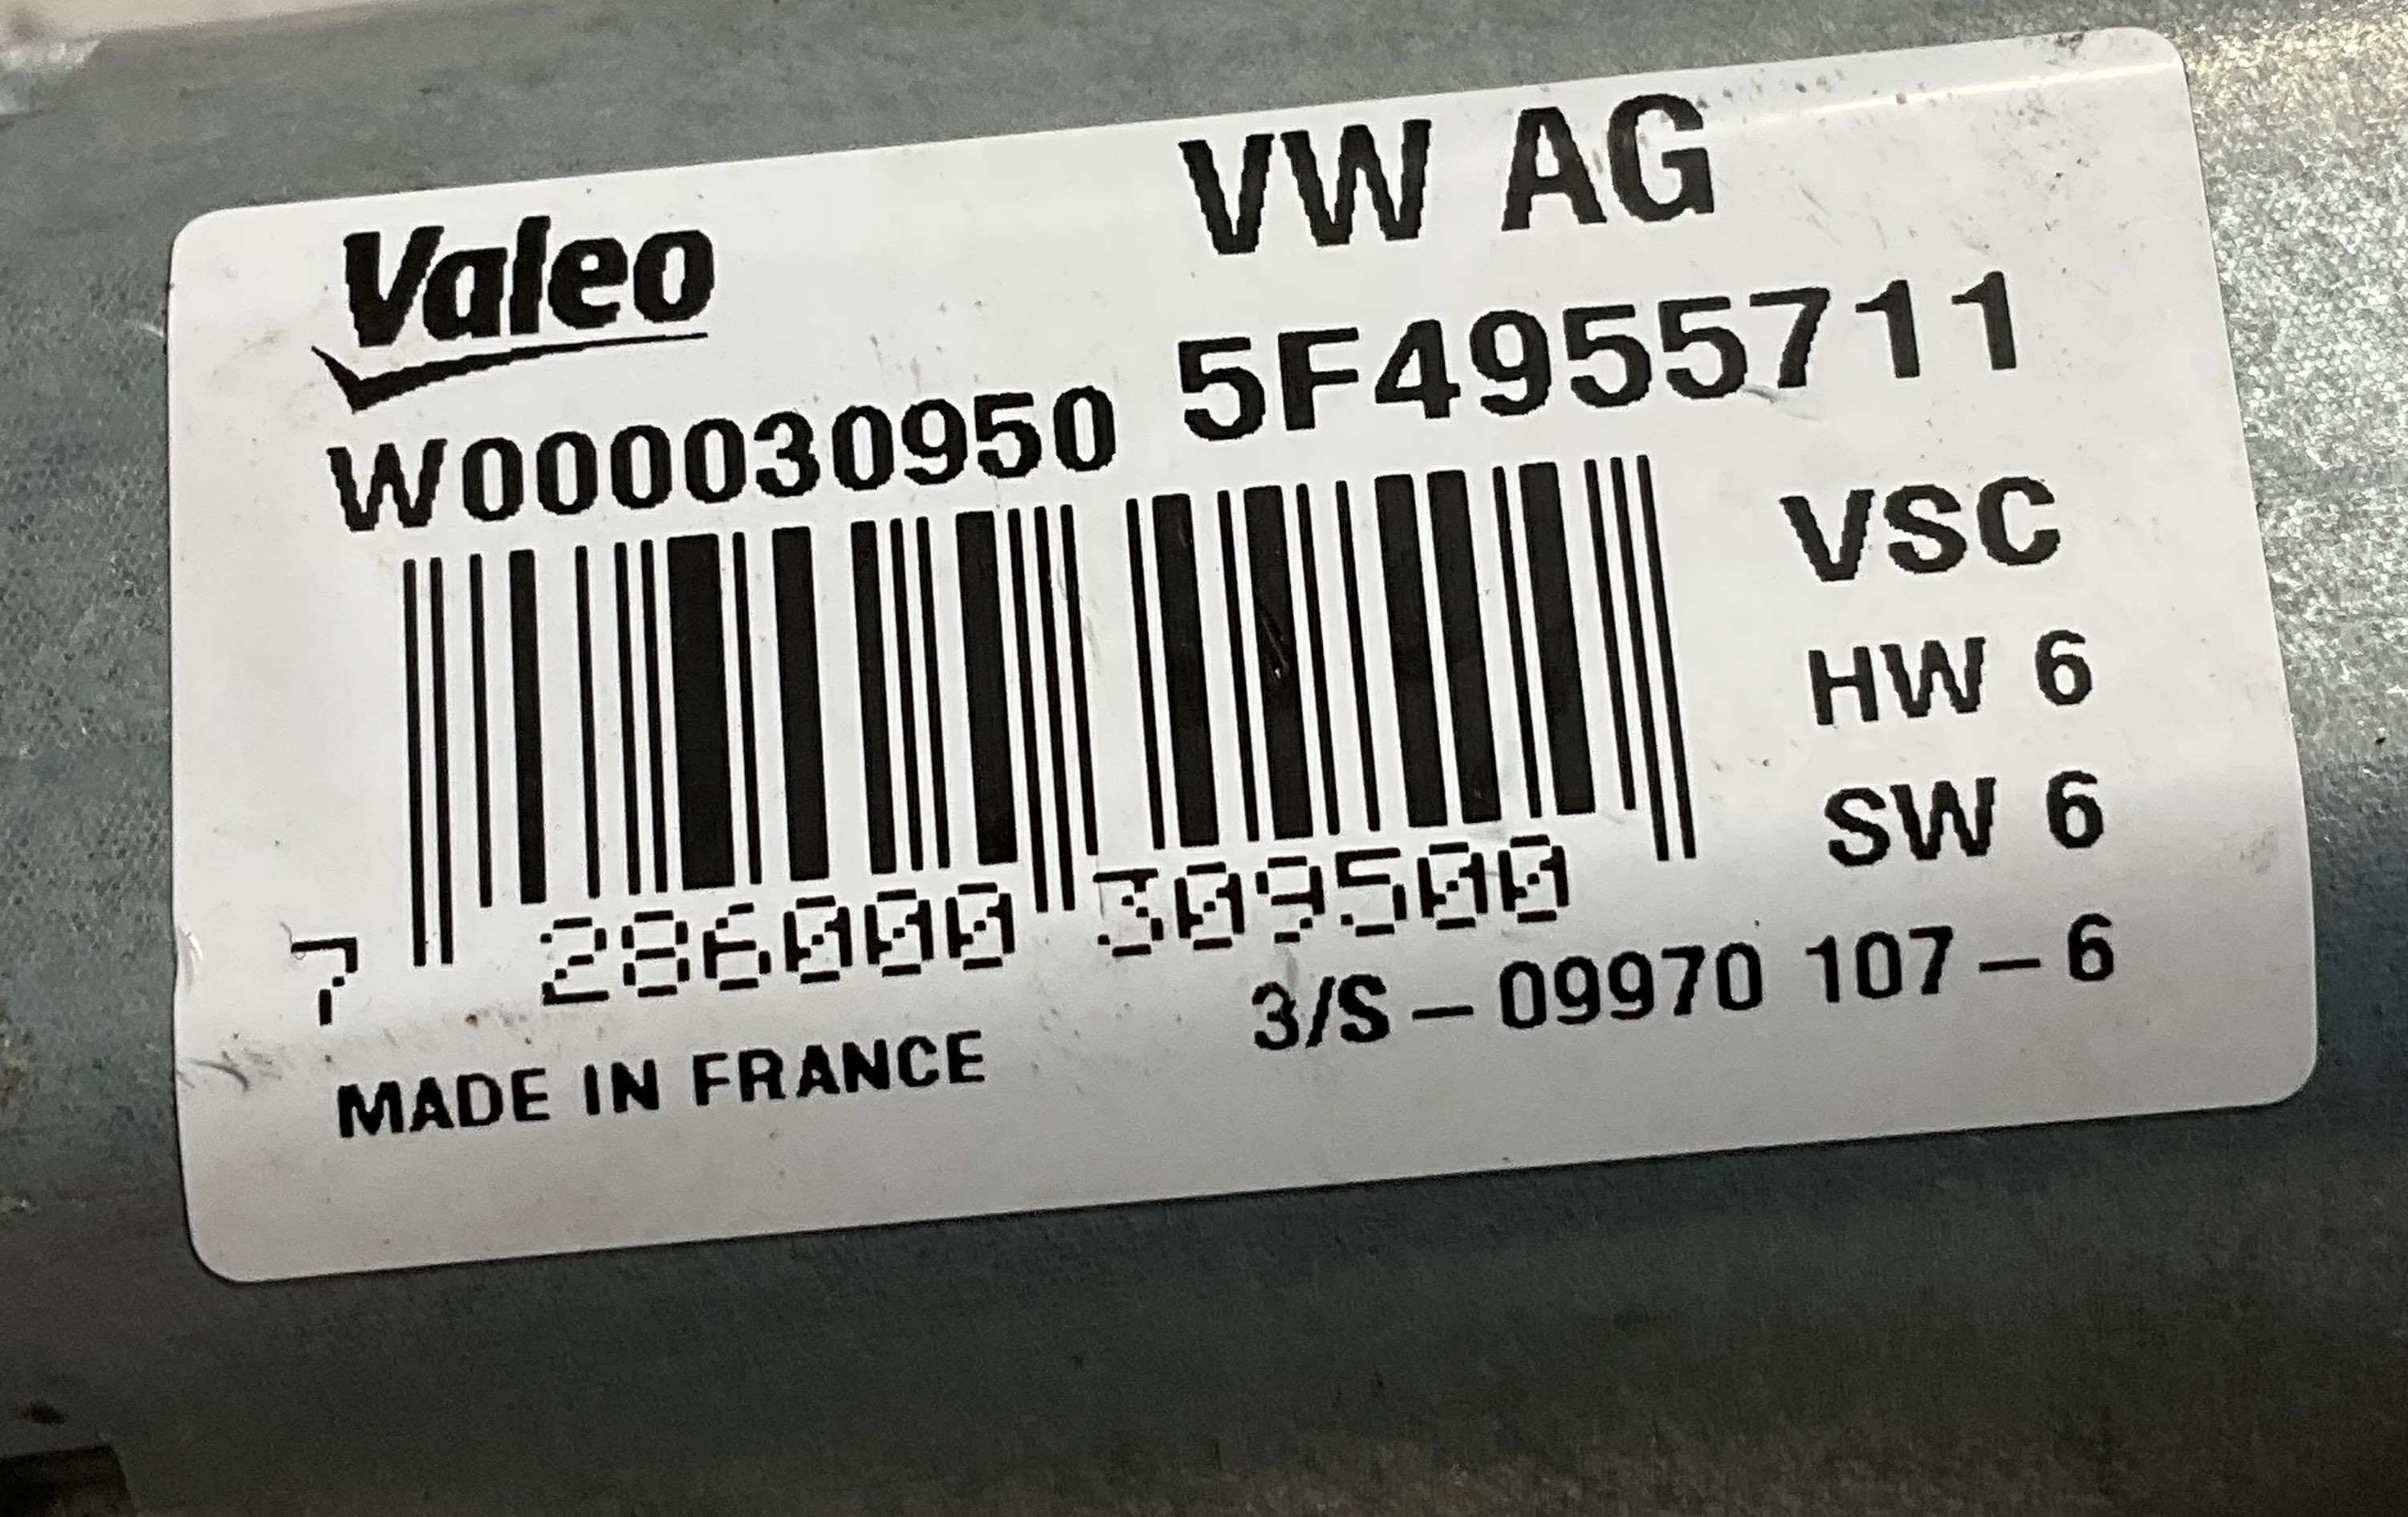 Valeo
VW AG
W000030950
5F4955711
VSC
HW 6
SW 6
7 286000 309500
3/S-09970 107-6
MADE IN FRANCE